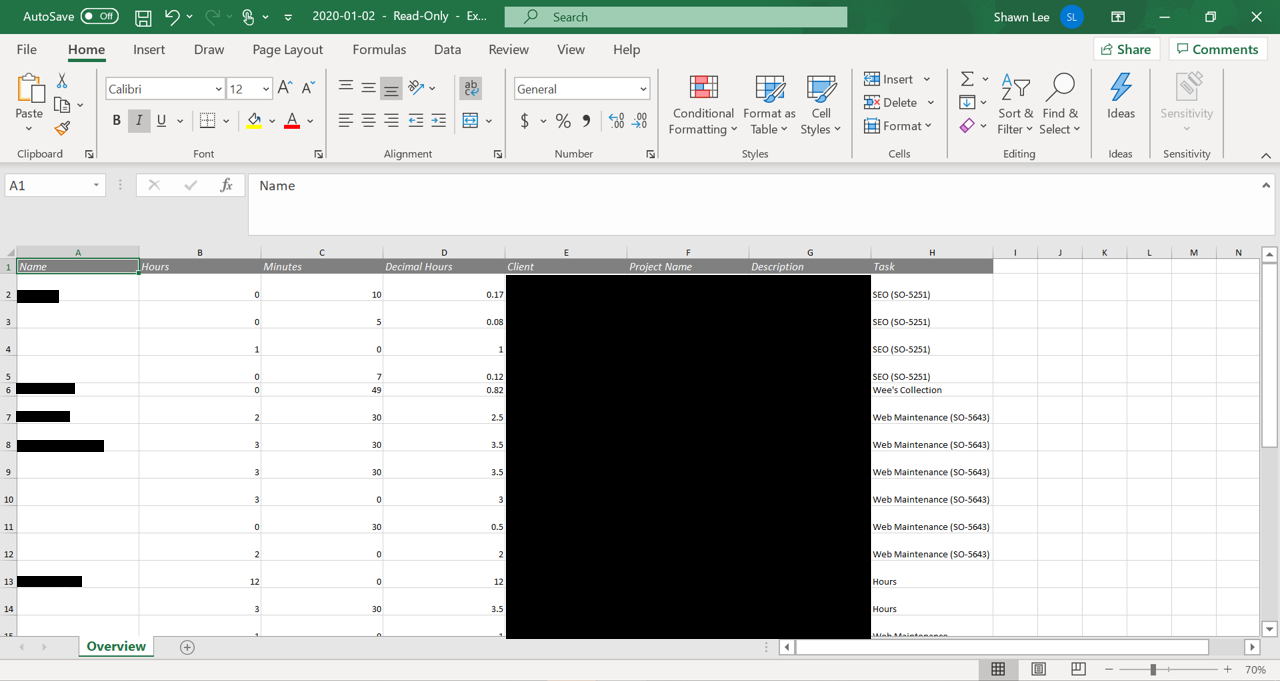 AutoSave Off 2020-01-02 - Read-Only - Ex... Search Shawn Lee SL
File Home Insert Draw Page Layout Formulas Data Review View Help Share Comments
Paste
Calibri 12
B I U A
ab
General
$ % 9
Conditional Formatting
Format as Table
Cell Styles
Insert
Delete
Format
Sort & Filter
Find & Select
Ideas
Sensitivity
Clipboard Font Alignment Number Styles Cells Editing Ideas Sensitivity
A1 fx Name
A B C D E F G H I J K L M N
1 Name Hours Minutes Decimal Hours Client Project Name Description Task
2 0 10 0.17 SEO (SO-5251)
3 0 5 0.08 SEO (SO-5251)
4 1 0 1 SEO (SO-5251)
5 0 7 0.12 SEO (SO-5251)
6 0 49 0.82 Wee's Collection
7 2 30 2.5 Web Maintenance (SO-5643)
8 3 30 3.5 Web Maintenance (SO-5643)
9 3 30 3.5 Web Maintenance (SO-5643)
10 3 0 3 Web Maintenance (SO-5643)
11 0 30 0.5 Web Maintenance (SO-5643)
12 2 0 2 Web Maintenance (SO-5643)
13 12 0 12 Hours
14 3 30 3.5 Hours
15 1 0 1 Web Maintenance
Overview
70%